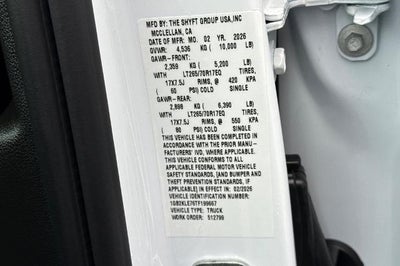 MFD. BY: THE SHYFT GROUP USA,INC
MCCLELLAN, CA
DATE OF MFR: MO. 02 YR. 2026
GVWR: 4,536 KG ( 10,000 LB)
GAWR-FRONT:
2,359 KG ( 5,200 LB)
LT265/70R17EQ TIRES,
17X7.5J RIMS, @ 420 KPA
( 60 PSI) COLD SINGLE
GAWR-REAR:
2,898 KG ( 6,390 LB)
LT265/70R17EQ TIRES,
17X7.5J RIMS, @ 550 KPA
( 80 PSI) COLD SINGLE
THIS VEHICLE HAS BEEN COMPLETED IN
ACCORDANCE WITH THE PRIOR MANU-
FACTURERS' IVD, WHERE APPLICABLE.
THIS VEHICLE CONFORMS TO ALL
APPLICABLE FEDERAL MOTOR VEHICLE
SAFETY STANDARDS, [AND BUMPER AND
THEFT PREVENTION STANDARDS, IF
APPLICABLE] IN EFFECT IN: 02/2026
VEHICLE IDENTIFICATION NUMBER:
1GB2KLE76TF199667
VEHICLE TYPE: TRUCK
WORK ORDER: 512799